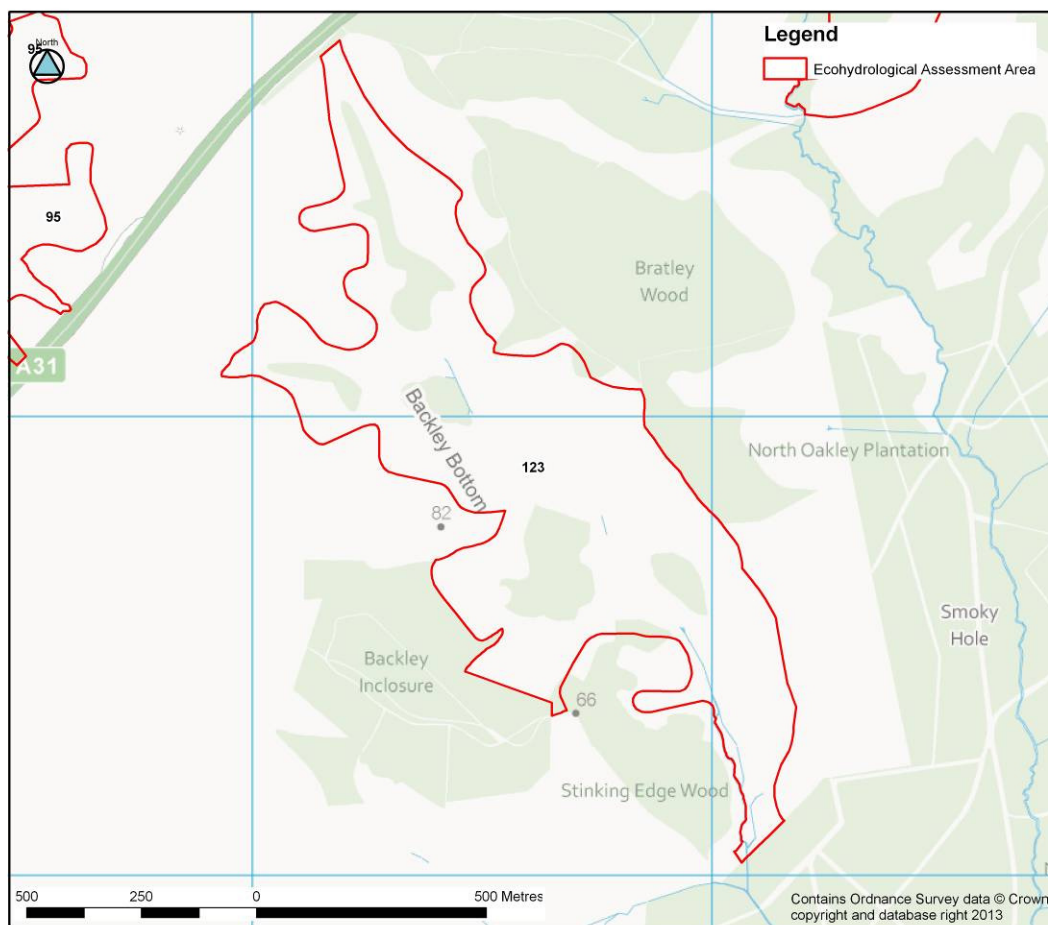 Legend
Ecohydrological Assessment Area
North
95
95
A31
Bratley
Wood
Backley Bottom
123
North Oakley Plantation
82
Smoky
Hole
Backley
Inclosure
66
Stinking Edge Wood
500 250 0 500 Metres
Contains Ordnance Survey data © Crown
copyright and database right 2013